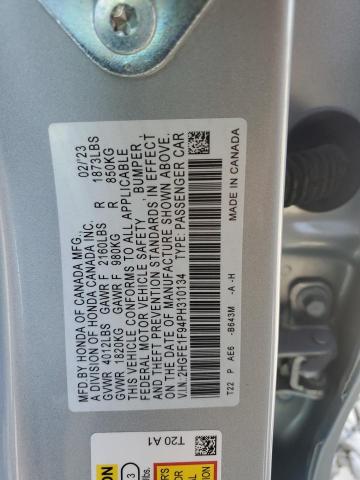 MFD. BY HONDA OF CANADA MFG. 02/23
A DIVISION OF HONDA CANADA INC.
GVWR 4012LBS GAWR F 2160LBS R 1873LBS
GVWR 1820KG GAWR F 980KG R 850KG
THIS VEHICLE CONFORMS TO ALL APPLICABLE
FEDERAL MOTOR VEHICLE SAFETY, BUMPER,
AND THEFT PREVENTION STANDARDS IN EFFECT
ON THE DATE OF MANUFACTURE SHOWN ABOVE.
V.I.N.:2HGFE1F94PH310134 TYPE: PASSENGER CAR
T22 P AE6 -B643M -A -H MADE IN CANADA
T20 A1